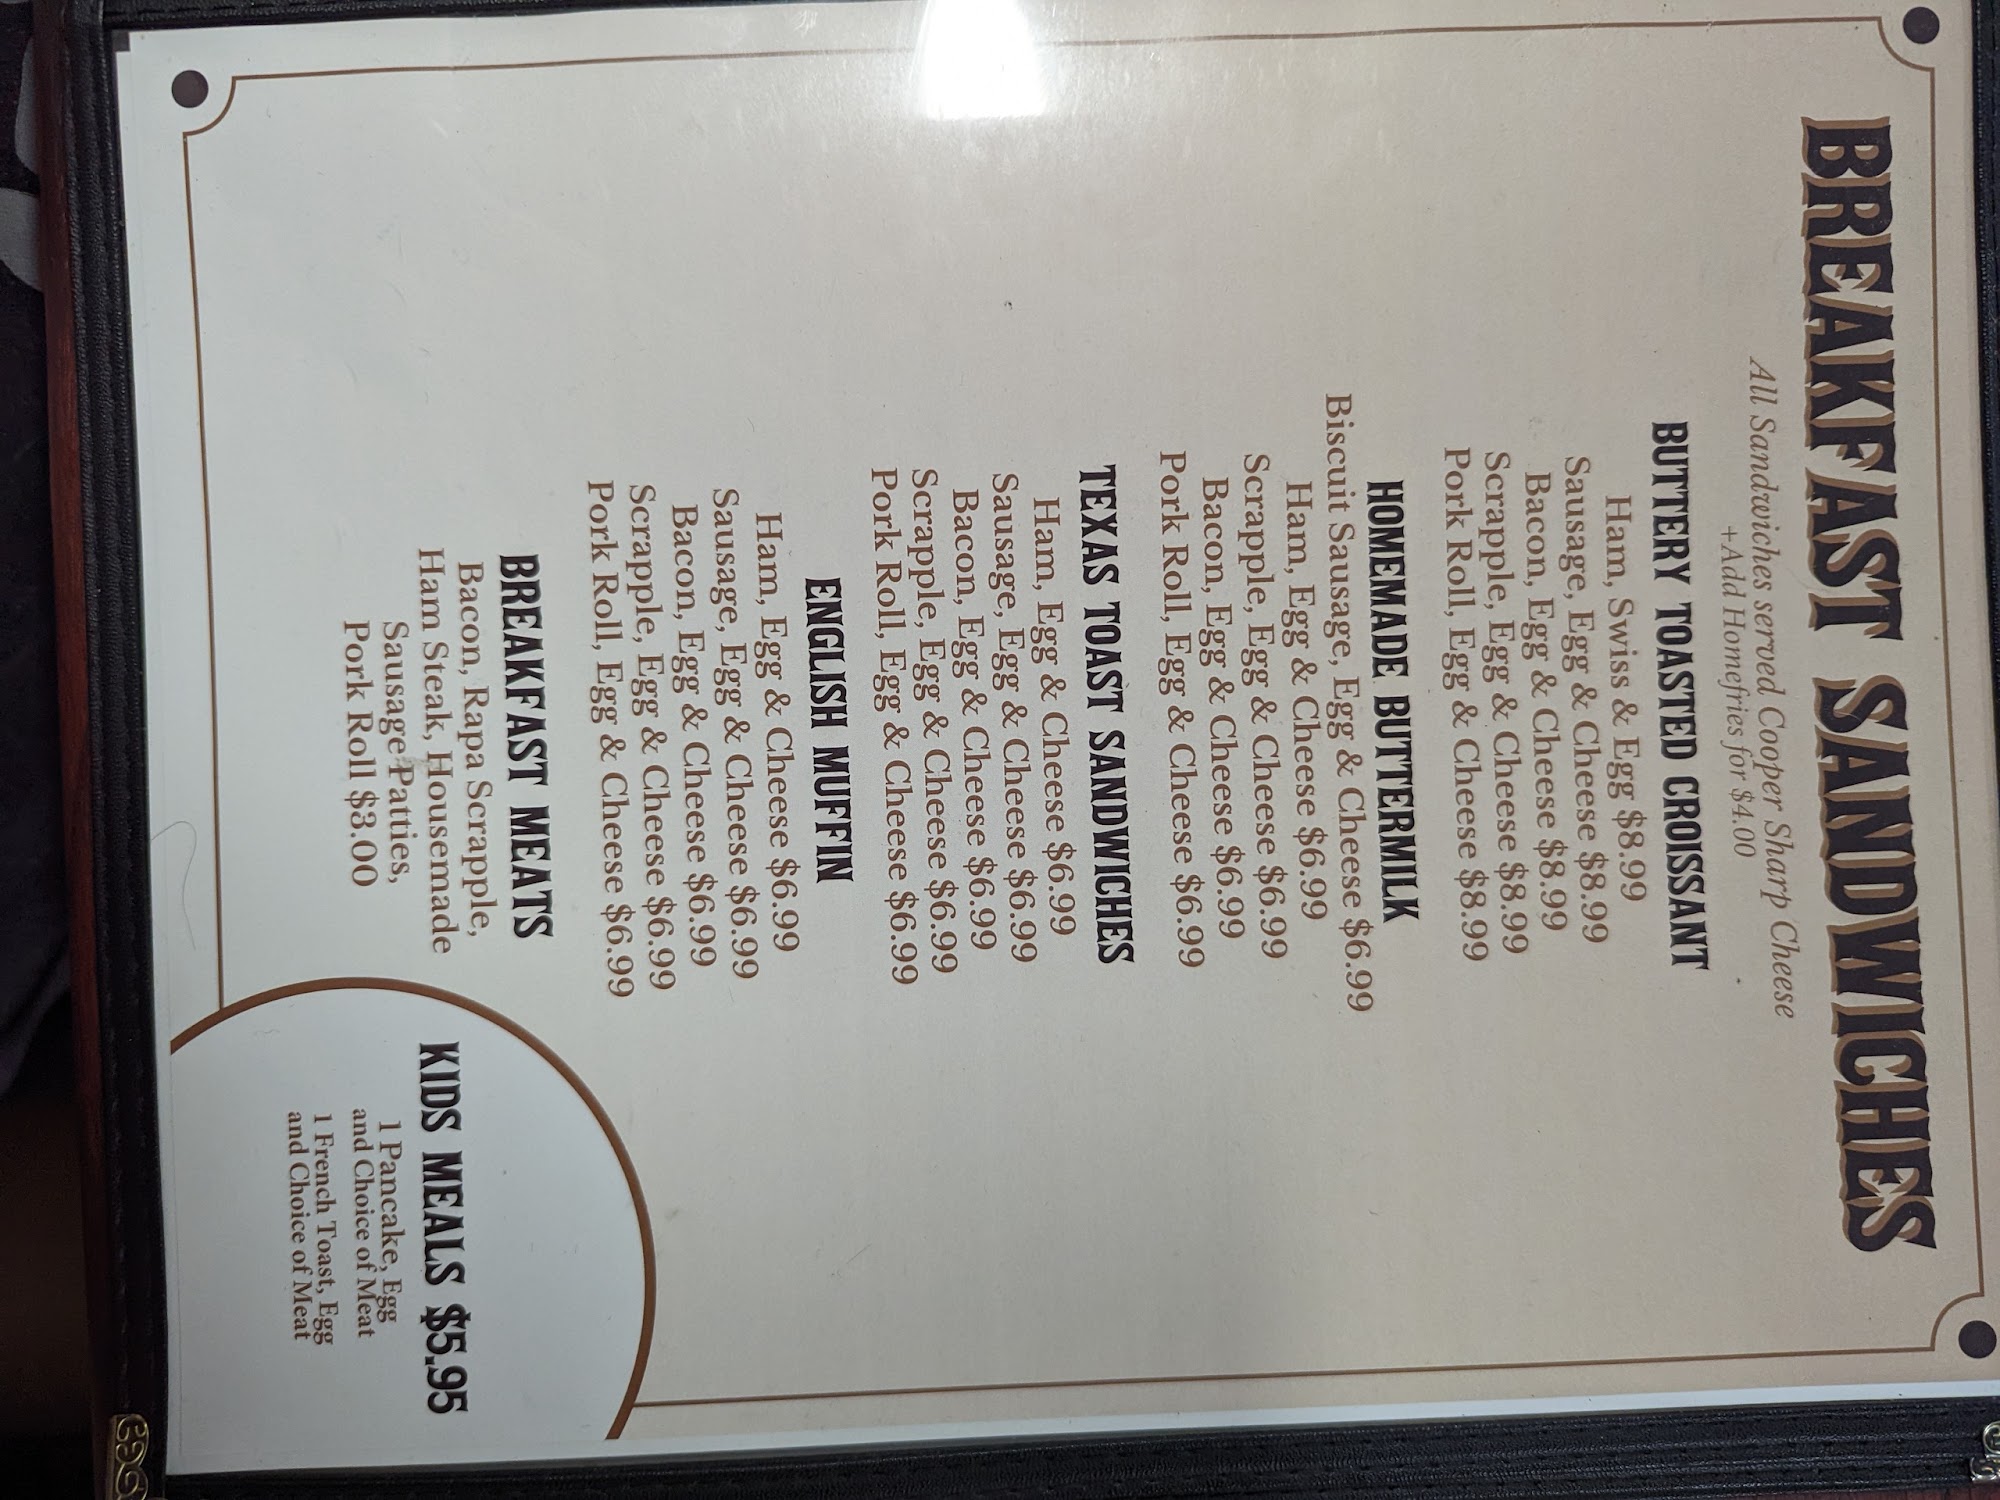 BREAKFAST SANDWICHES
All Sandwiches served Cooper Sharp Cheese
+Add Homefries for $4.00
BUTTERY TOASTED CROISSANT
Ham, Swiss & Egg $8.99
Sausage, Egg & Cheese $8.99
Bacon, Egg & Cheese $8.99
Scrapple, Egg & Cheese $8.99
Pork Roll, Egg & Cheese $8.99
HOMEMADE BUTTERMILK
Biscuit Sausage, Egg & Cheese $6.99
Ham, Egg & Cheese $6.99
Scrapple, Egg & Cheese $6.99
Bacon, Egg & Cheese $6.99
Pork Roll, Egg & Cheese $6.99
TEXAS TOAST SANDWICHES
Ham, Egg & Cheese $6.99
Sausage, Egg & Cheese $6.99
Bacon, Egg & Cheese $6.99
Scrapple, Egg & Cheese $6.99
Pork Roll, Egg & Cheese $6.99
ENGLISH MUFFIN
Ham, Egg & Cheese $6.99
Sausage, Egg & Cheese $6.99
Bacon, Egg & Cheese $6.99
Scrapple, Egg & Cheese $6.99
Pork Roll, Egg & Cheese $6.99
BREAKFAST MEATS
Bacon, Rapa Scrapple,
Ham Steak, Housemade
Sausage Patties,
Pork Roll $3.00
KIDS MEALS $5.95
1 Pancake, Egg
and Choice of Meat
1 French Toast, Egg
and Choice of Meat